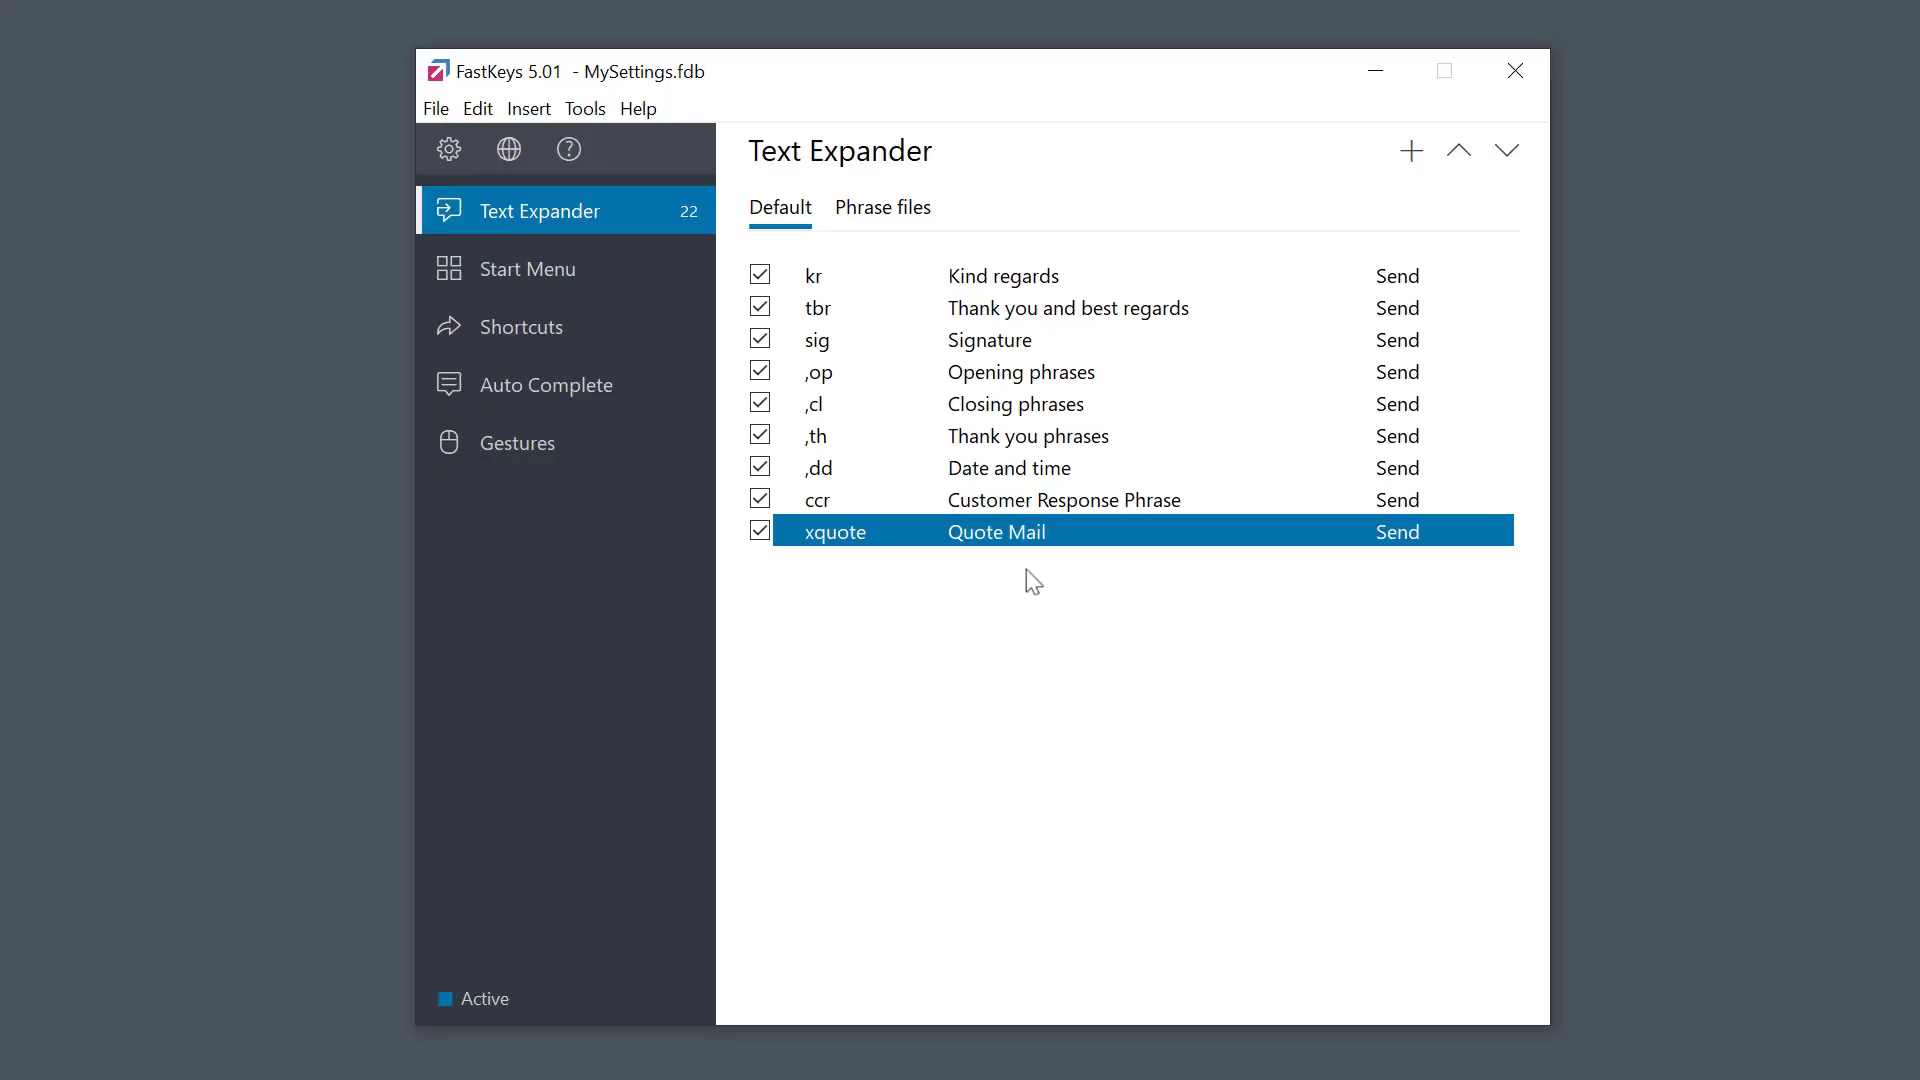 FastKeys 5.01 - MySettings.fdb
File Edit Insert Tools Help
Text Expander 22
Start Menu
Shortcuts
Auto Complete
Gestures
Active
Text Expander
Default Phrase files
kr Kind regards Send
tbr Thank you and best regards Send
sig Signature Send
,op Opening phrases Send
,cl Closing phrases Send
,th Thank you phrases Send
,dd Date and time Send
ccr Customer Response Phrase Send
xquote Quote Mail Send